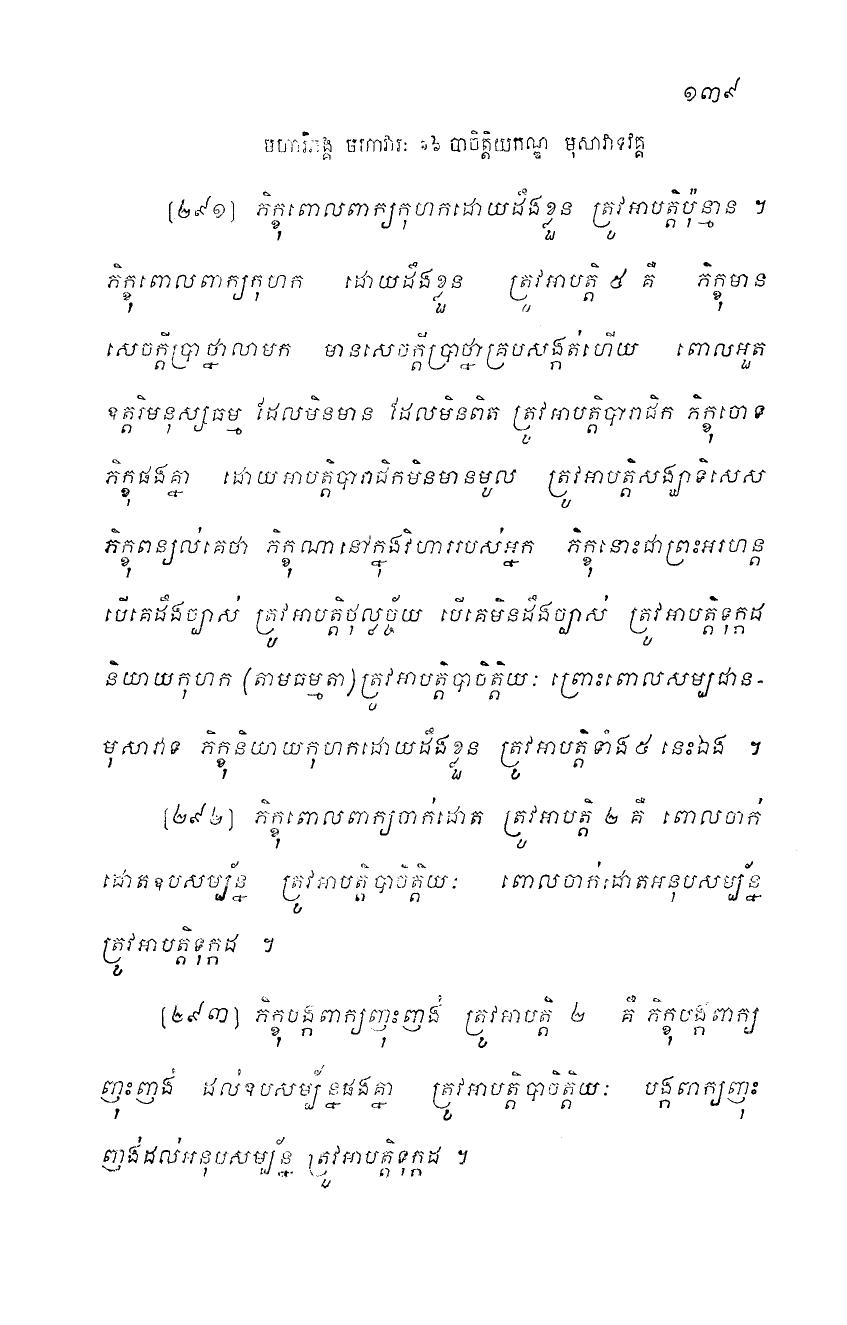 ១៣៩
មហាវិភង្គ មរកាវារៈ ១៦ បាចិត្តិយកណ្ឌ មុសាវាទវគ្គ
[២៩១] ភិក្ខុពោលពាក្យកុហកដោយដឹងខ្លួន ត្រូវអាបត្តិប៉ុន្មាន ។
ភិក្ខុពោលពាក្យកុហក ដោយដឹងខ្លួន ត្រូវអាបត្តិ ៥ គឺ ភិក្ខុមាន
សេចក្តីប្រាថ្នាលាមក មានសេចក្តីប្រាថ្នាគ្របសង្កត់ហើយ ពោលអួត
ឧត្តរិមនុស្សធម្ម ដែលមិនមាន ដែលមិនពិត ត្រូវអាបត្តិបារាជិក ភិក្ខុចោទ
ភិក្ខុផងគ្នា ដោយអាបត្តិបារាជិកមិនមានមូល ត្រូវអាបត្តិសង្ឃាទិសេស
ភិក្ខុពន្យល់គេថា ភិក្ខុណានៅក្នុងវិហាររបស់អ្នក ភិក្ខុនោះជាព្រះអរហន្ត
បើគេដឹងច្បាស់ ត្រូវអាបត្តិថុល្លច្ច័យ បើគេមិនដឹងច្បាស់ ត្រូវអាបត្តិទុក្កដ
និយាយកុហក (តាមធម្មតា) ត្រូវអាបត្តិបាចិត្តិយៈ ព្រោះពោលសម្បជាន-
មុសាវាទ ភិក្ខុនិយាយកុហកដោយដឹងខ្លួន ត្រូវអាបត្តិទាំង៥ នេះឯង ។
[២៩២] ភិក្ខុពោលពាក្យចាក់ដោត ត្រូវអាបត្តិ ២ គឺ ពោលចាក់
ដោតឧបសម្ប័ន្ន ត្រូវអាបត្តិបាចិត្តិយៈ ពោលចាក់ដោតអនុបសម្ប័ន្ន
ត្រូវអាបត្តិទុក្កដ ។
[២៩៣] ភិក្ខុបង្កពាក្យញុះញង់ ត្រូវអាបត្តិ ២ គឺ ភិក្ខុបង្កពាក្យ
ញុះញង់ ដល់ឧបសម្ប័ន្នផងគ្នា ត្រូវអាបត្តិបាចិត្តិយៈ បង្កពាក្យញុះ
ញង់ដល់អនុបសម្ប័ន្ន ត្រូវអាបត្តិទុក្កដ ។